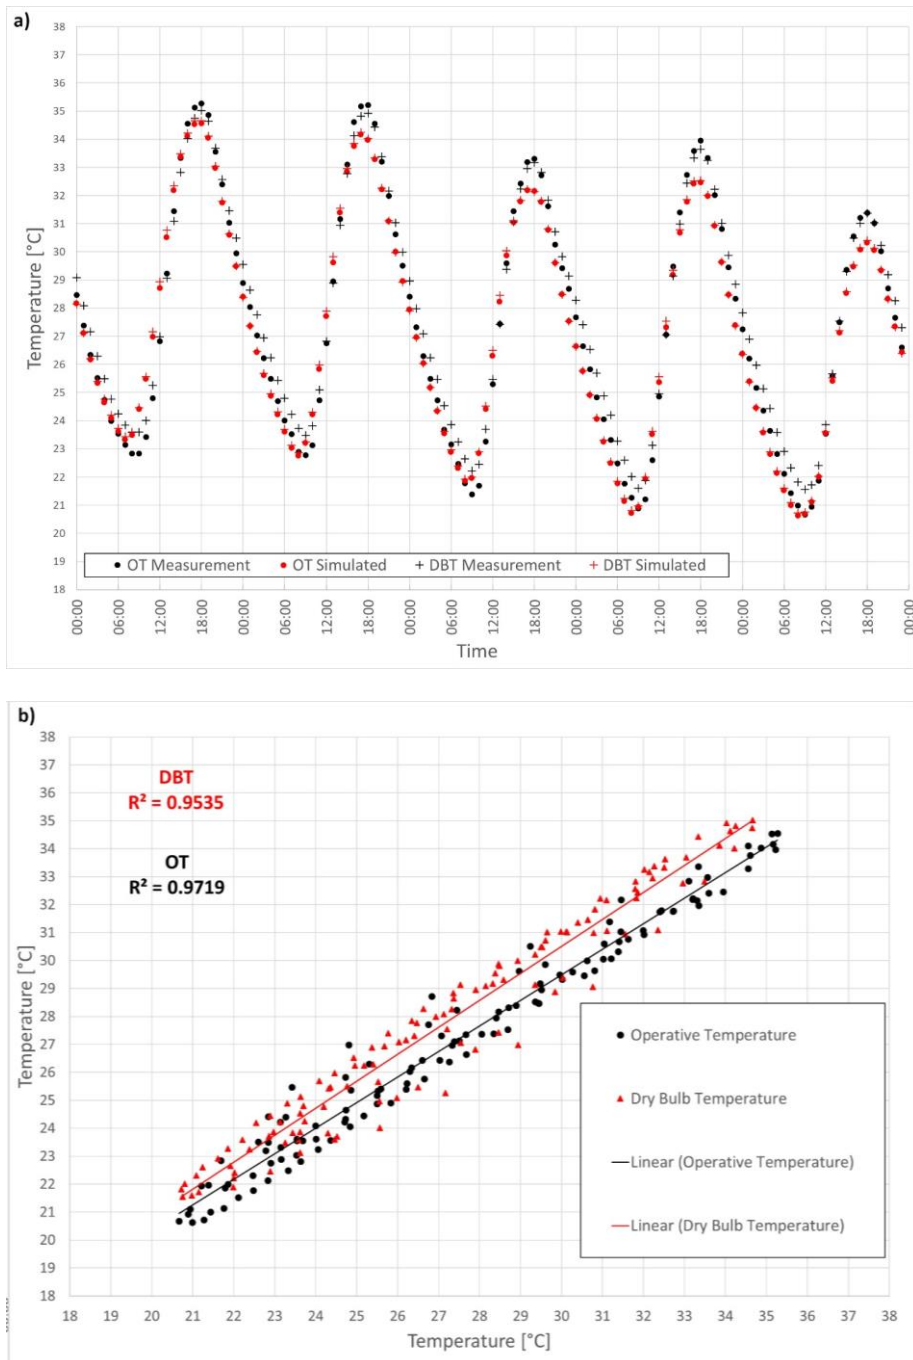 a)
38
37
36
35
34
33
32
31
30
29
28
27
26
25
24
23
22
21
20
19
18
Temperature [°C]
OT Measurement OT Simulated DBT Measurement DBT Simulated
00:00 06:00 12:00 18:00 00:00 06:00 12:00 18:00 00:00 06:00 12:00 18:00 00:00 06:00 12:00 18:00 00:00 06:00 12:00 18:00 00:00
Time
b)
38
37
36
35
34
33
32
31
30
29
28
27
26
25
24
23
22
21
20
19
18
Temperature [°C]
DBT
R² = 0.9535
OT
R² = 0.9719
Operative Temperature
Dry Bulb Temperature
Linear (Operative Temperature)
Linear (Dry Bulb Temperature)
18 19 20 21 22 23 24 25 26 27 28 29 30 31 32 33 34 35 36 37 38
Temperature [°C]